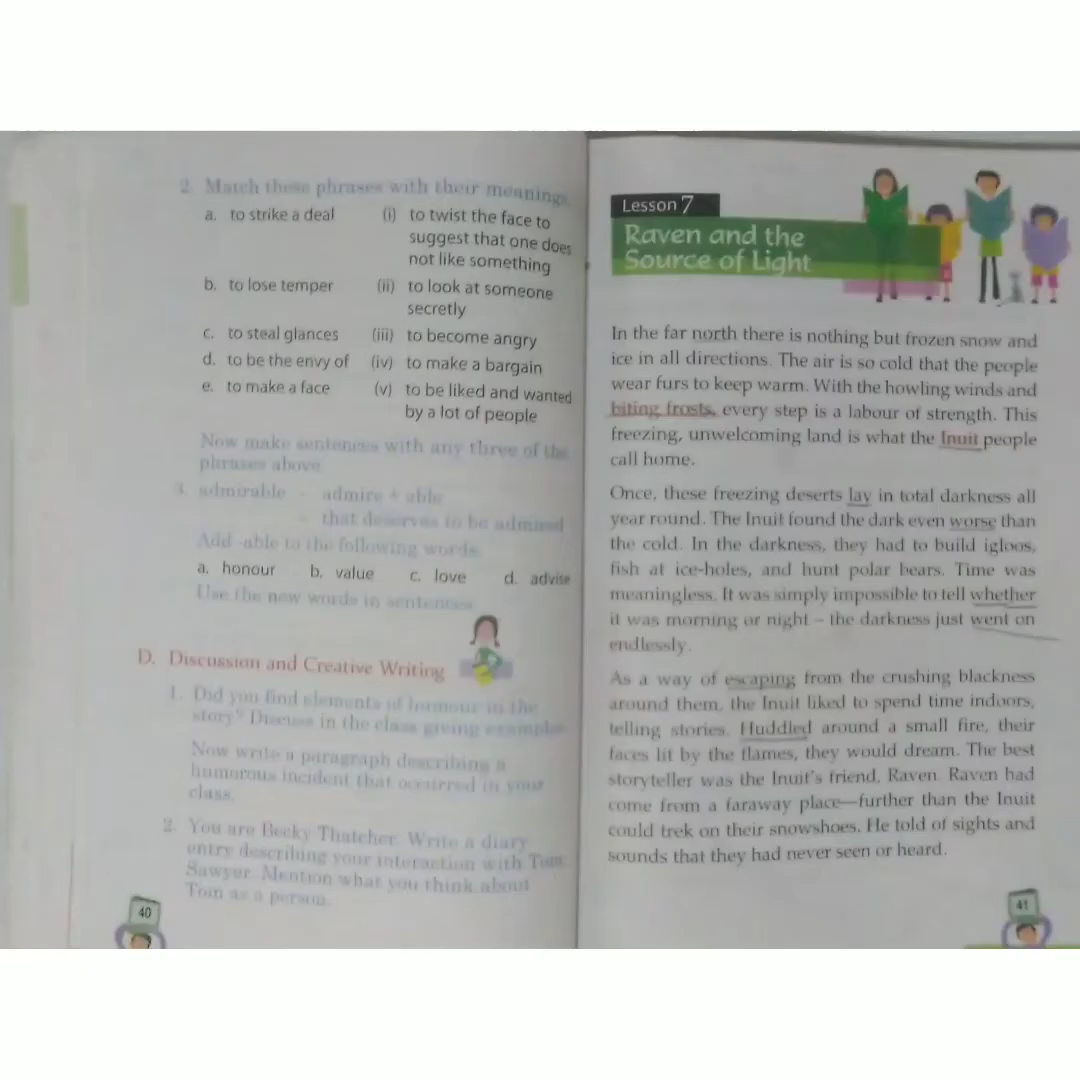 2. Match these phrases with their meanings.
a. to strike a deal (i) to twist the face to
suggest that one does
not like something
b. to lose temper (ii) to look at someone
secretly
c. to steal glances (iii) to become angry
d. to be the envy of (iv) to make a bargain
e. to make a face (v) to be liked and wanted
by a lot of people
Now make sentences with any three of the
phrases above.
3. admirable - admire + able
- that deserves to be admired
Add -able to the following words.
a. honour b. value c. love d. advise
Use the new words in sentences.
D. Discussion and Creative Writing
1. Did you find elements of humour in the
story? Discuss in the class giving examples.
Now write a paragraph describing a
humorous incident that occurred in your
class.
2. You are Becky Thatcher. Write a diary
entry describing your interaction with Tom
Sawyer. Mention what you think about
Tom as a person.
40
Lesson 7
Raven and the
Source of Light
In the far north there is nothing but frozen snow and
ice in all directions. The air is so cold that the people
wear furs to keep warm. With the howling winds and
biting frosts, every step is a labour of strength. This
freezing, unwelcoming land is what the Inuit people
call home.
Once, these freezing deserts lay in total darkness all
year round. The Inuit found the dark even worse than
the cold. In the darkness, they had to build igloos,
fish at ice-holes, and hunt polar bears. Time was
meaningless. It was simply impossible to tell whether
it was morning or night – the darkness just went on
endlessly.
As a way of escaping from the crushing blackness
around them, the Inuit liked to spend time indoors,
telling stories. Huddled around a small fire, their
faces lit by the flames, they would dream. The best
storyteller was the Inuit's friend, Raven. Raven had
come from a faraway place—further than the Inuit
could trek on their snowshoes. He told of sights and
sounds that they had never seen or heard.
41